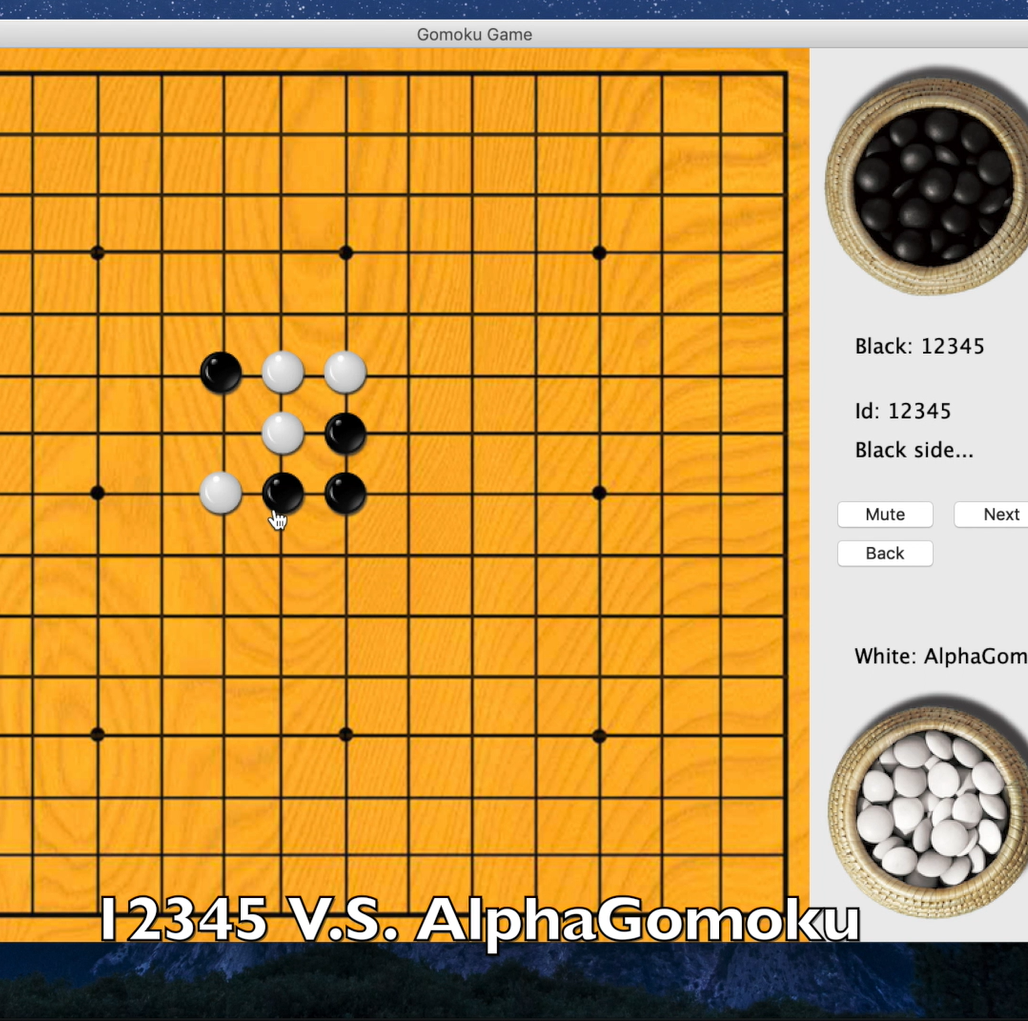 Gomoku Game
Black: 12345
Id: 12345
Black side...
Mute
Next
Back
White: AlphaGom
12345 V.S. AlphaGomoku